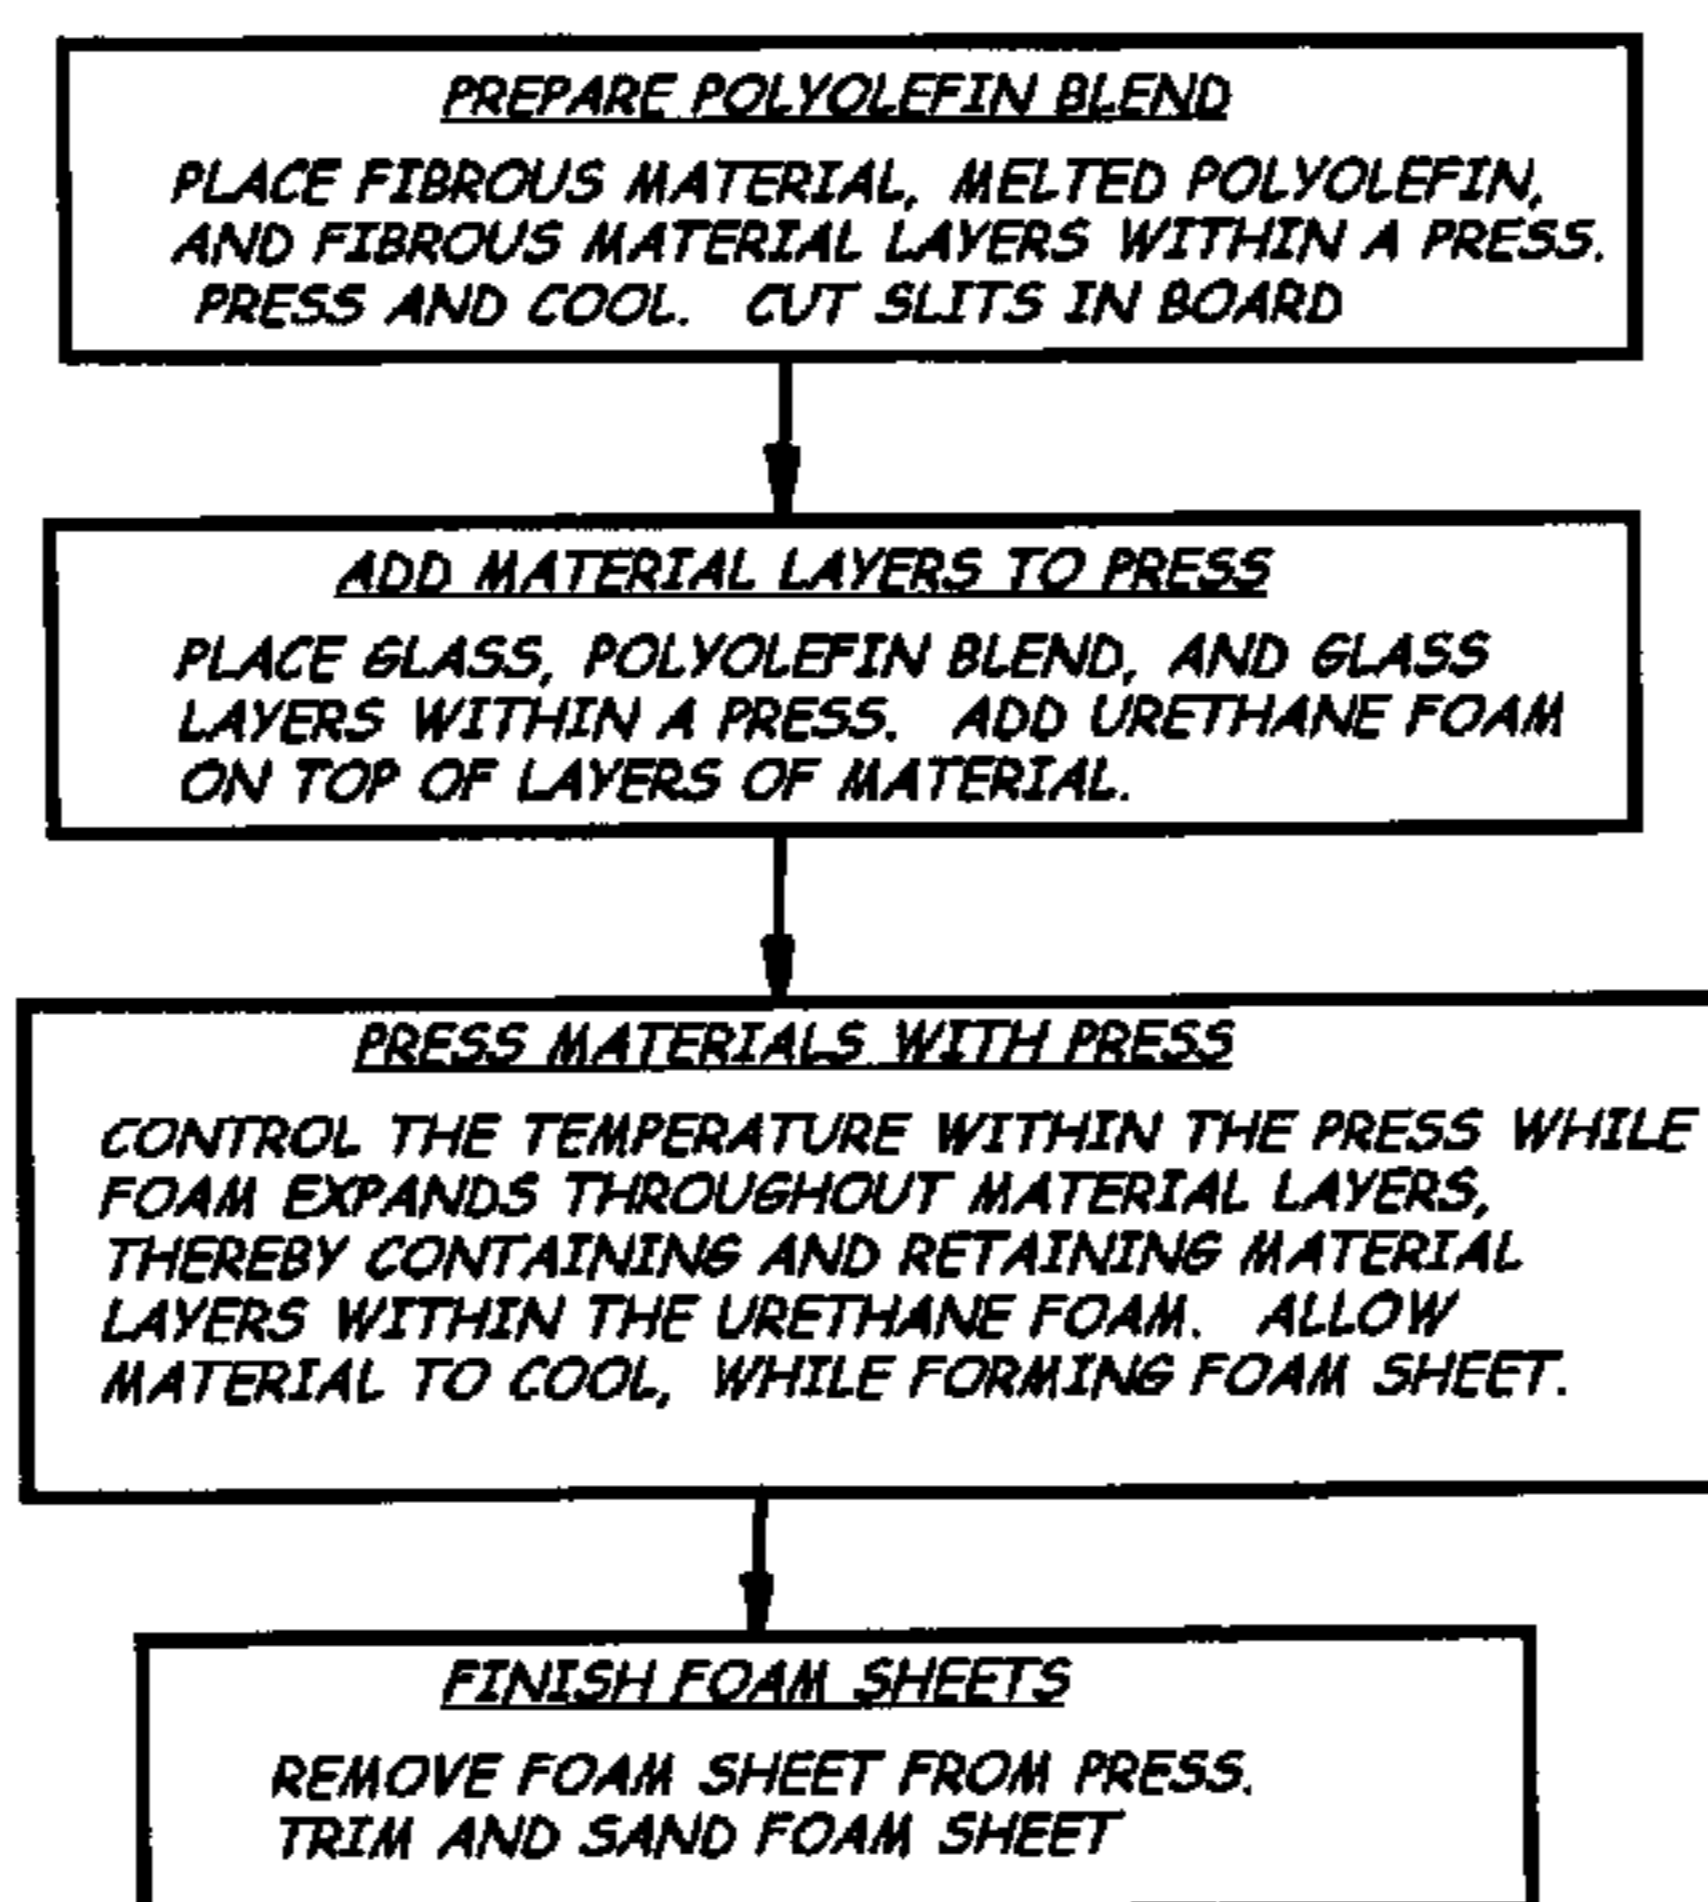 PREPARE POLYOLEFIN BLEND
PLACE FIBROUS MATERIAL, MELTED POLYOLEFIN,
AND FIBROUS MATERIAL LAYERS WITHIN A PRESS.
PRESS AND COOL. CUT SLITS IN BOARD
ADD MATERIAL LAYERS TO PRESS
PLACE GLASS, POLYOLEFIN BLEND, AND GLASS
LAYERS WITHIN A PRESS. ADD URETHANE FOAM
ON TOP OF LAYERS OF MATERIAL.
PRESS MATERIALS WITH PRESS
CONTROL THE TEMPERATURE WITHIN THE PRESS WHILE
FOAM EXPANDS THROUGHOUT MATERIAL LAYERS,
THEREBY CONTAINING AND RETAINING MATERIAL
LAYERS WITHIN THE URETHANE FOAM. ALLOW
MATERIAL TO COOL, WHILE FORMING FOAM SHEET.
FINISH FOAM SHEETS
REMOVE FOAM SHEET FROM PRESS.
TRIM AND SAND FOAM SHEET